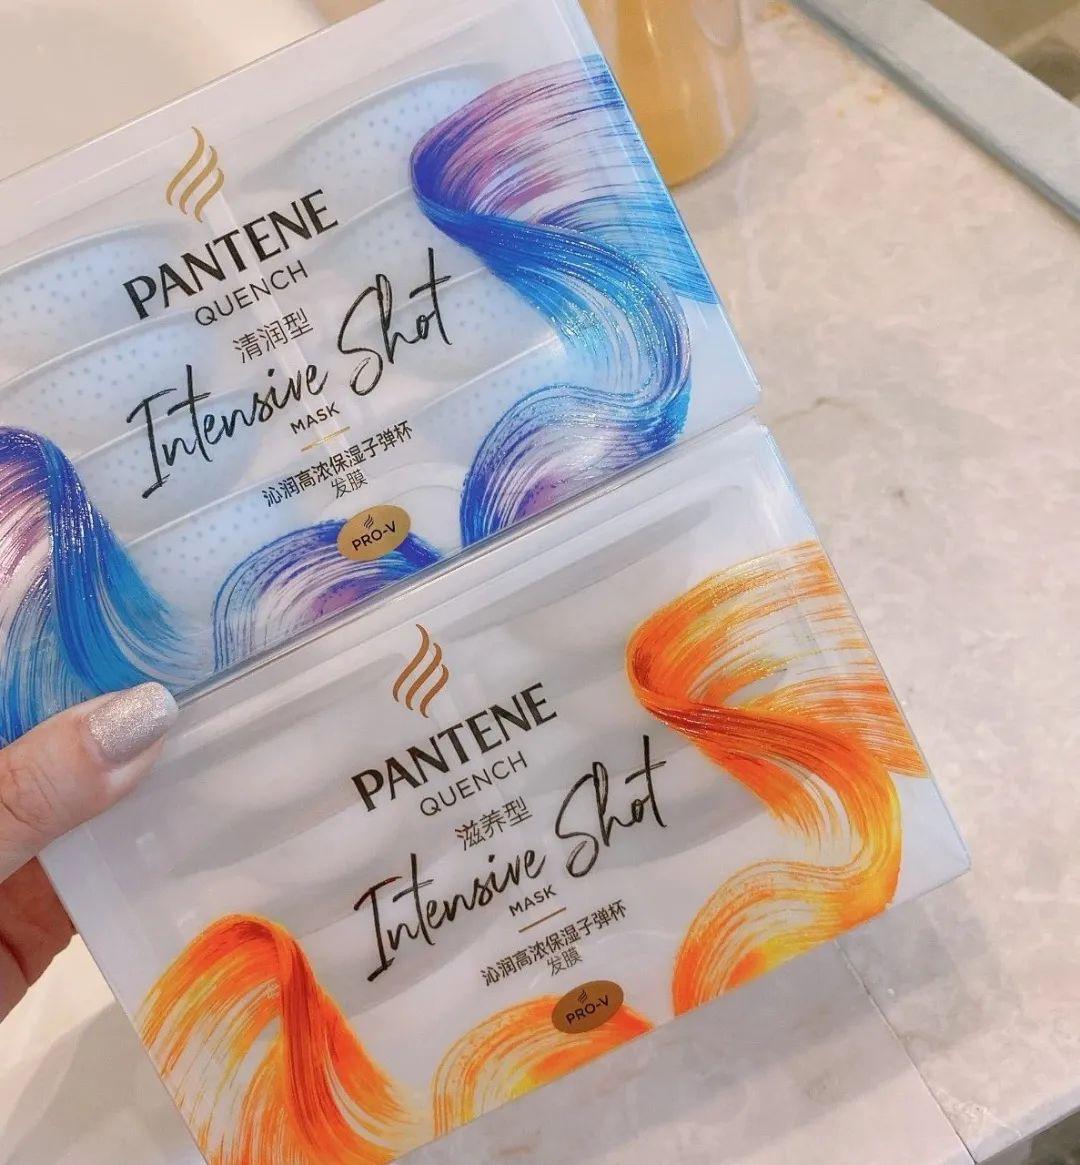 PANTENE
QUENCH
清润型
Intensive Shot
MASK
沁润高浓保湿子弹杯
发膜
PRO-V
PANTENE
QUENCH
滋养型
Intensive Shot
MASK
沁润高浓保湿子弹杯
发膜
PRO-V